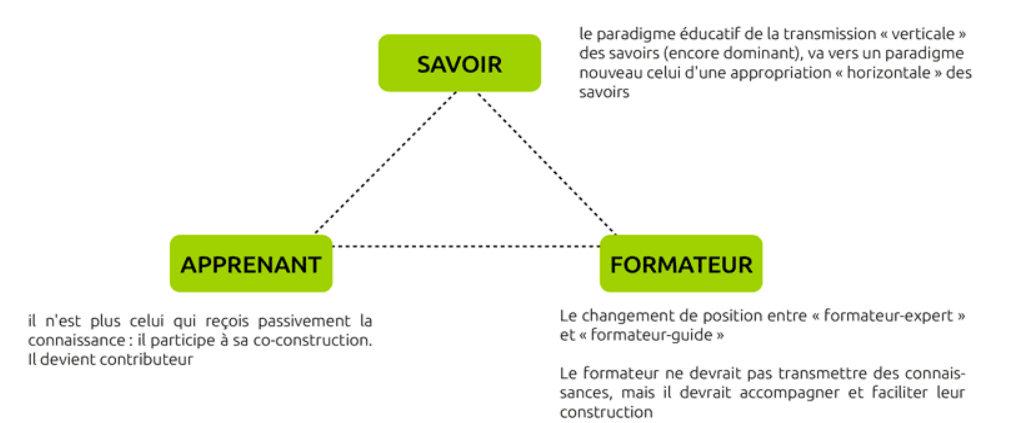 SAVOIR
le paradigme éducatif de la transmission « verticale »
des savoirs (encore dominant), va vers un paradigme
nouveau celui d'une appropriation « horizontale » des
savoirs
APPRENANT
il n'est plus celui qui reçois passivement la
connaissance : il participe à sa co-construction.
Il devient contributeur
FORMATEUR
Le changement de position entre « formateur-expert »
et « formateur-guide »
Le formateur ne devrait pas transmettre des connais-
sances, mais il devrait accompagner et faciliter leur
construction